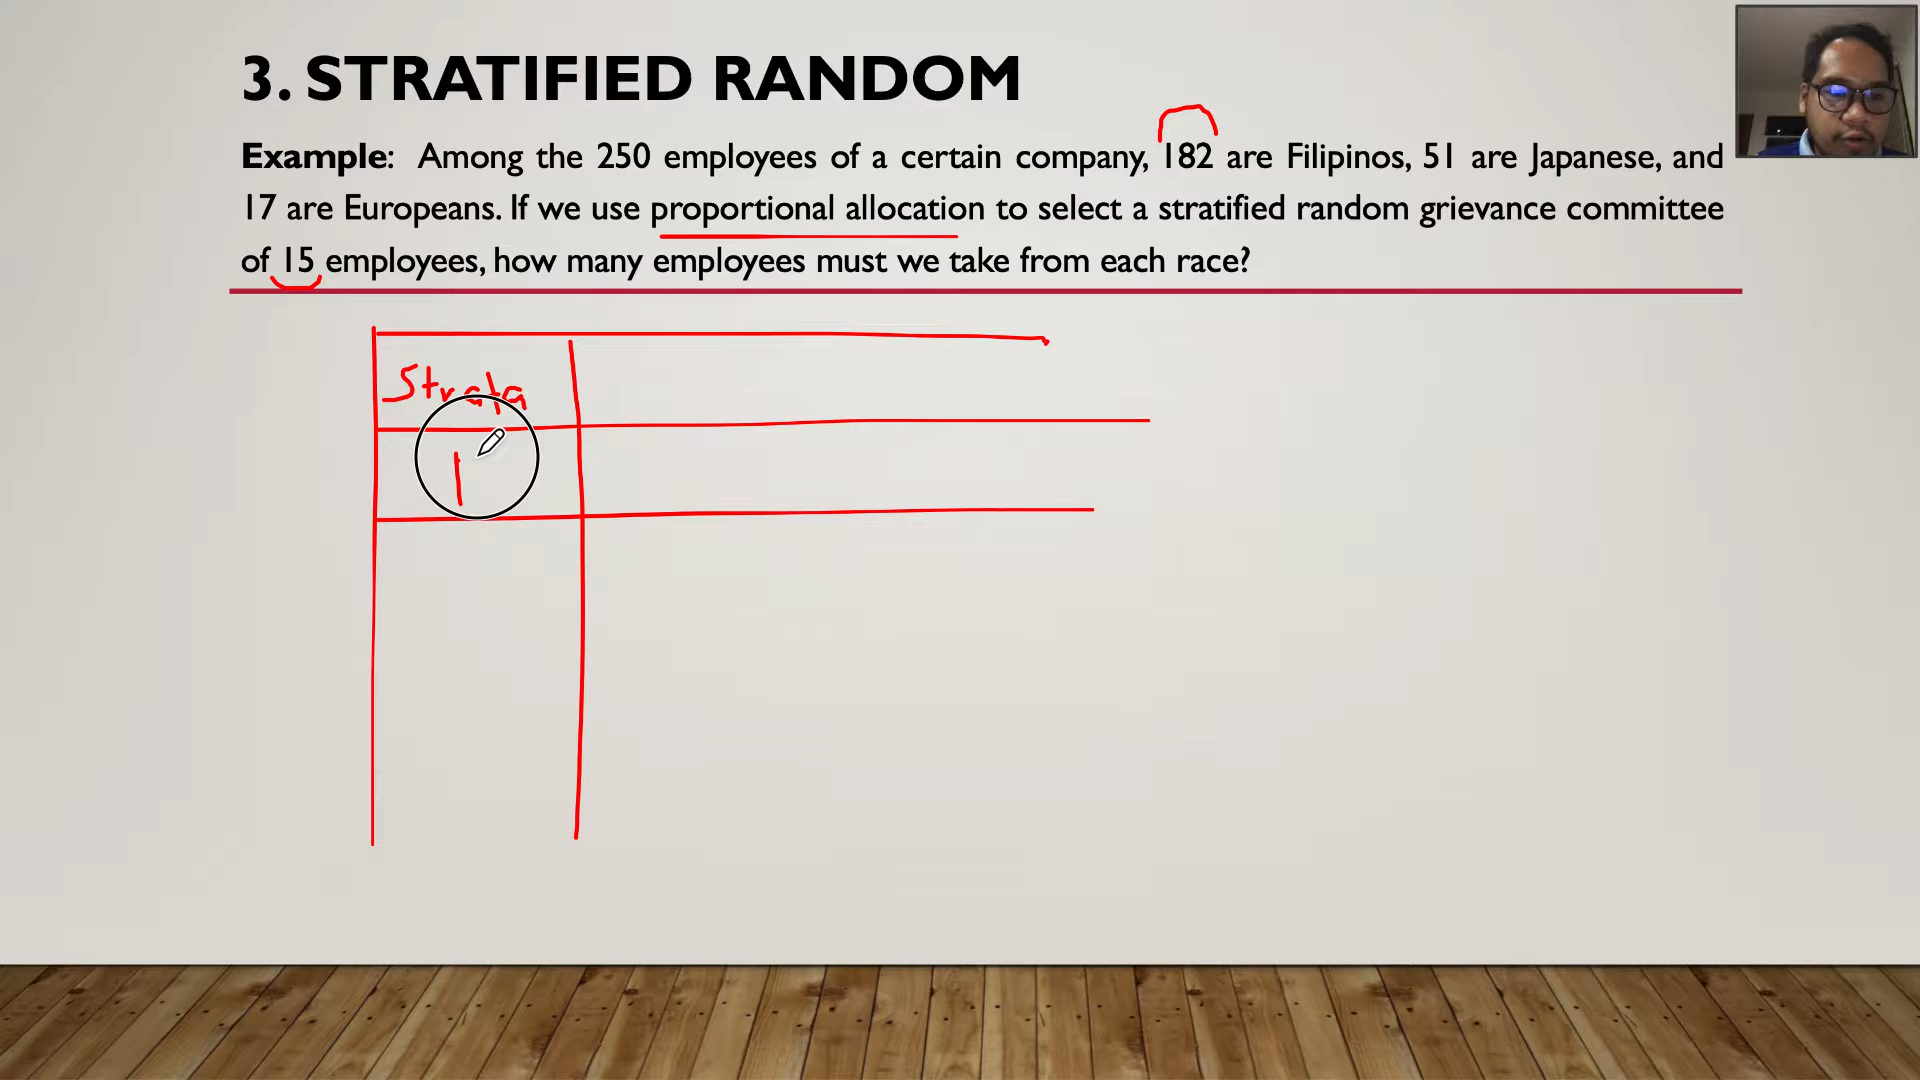 3. STRATIFIED RANDOM
Example: Among the 250 employees of a certain company, 182 are Filipinos, 51 are Japanese, and
17 are Europeans. If we use proportional allocation to select a stratified random grievance committee
of 15 employees, how many employees must we take from each race?
Strata